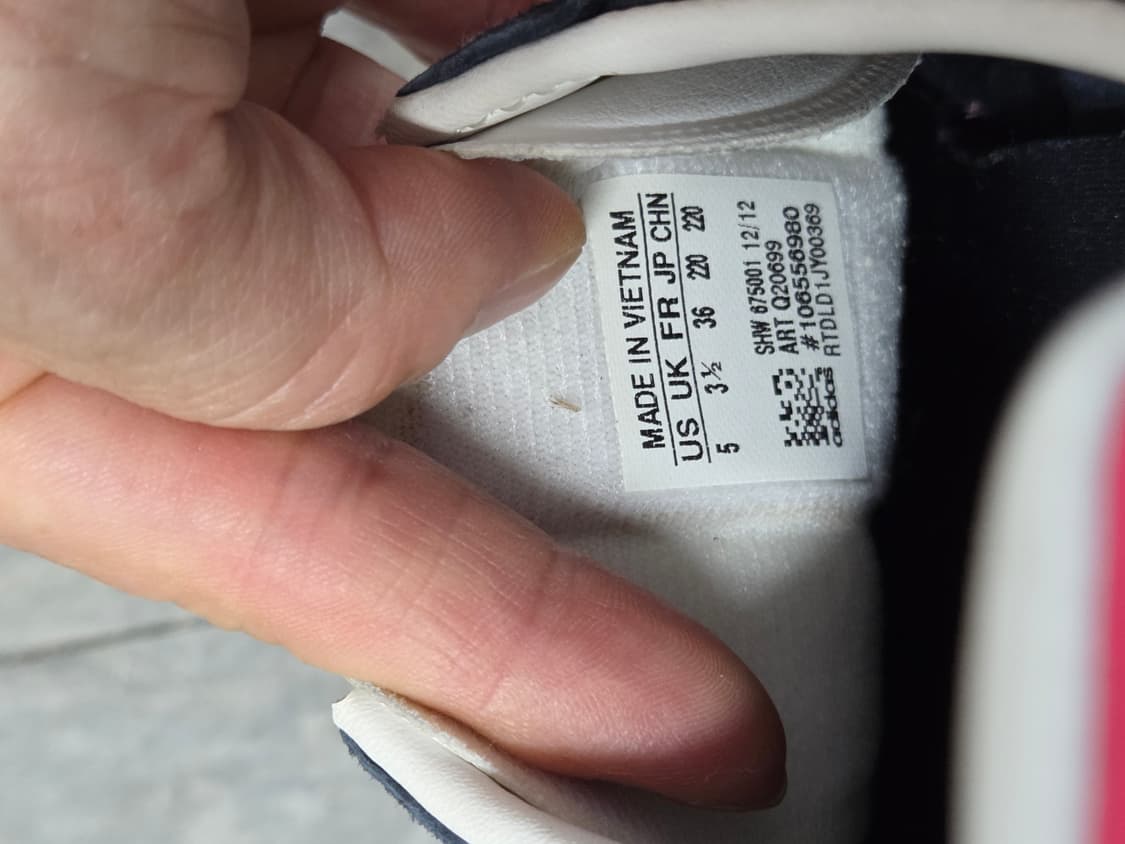 MADE IN VIETNAM
US UK FR JP CHN
5 3½ 36 220 220
SHW 675001 12/12
ART Q20699
#106556980
adidas RTDLD1JY00369